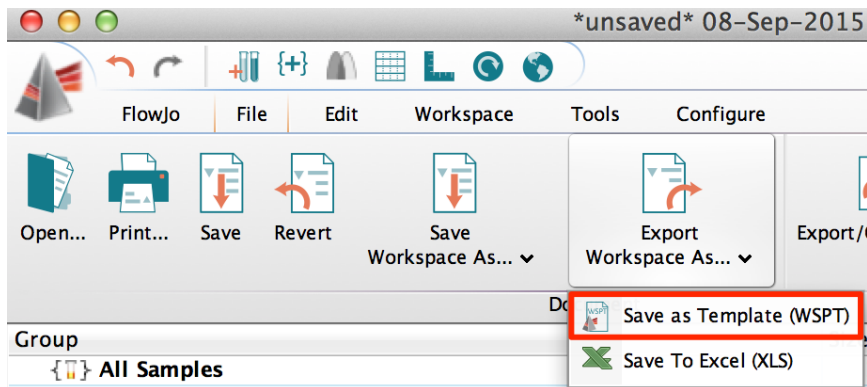 *unsaved* 08-Sep-2015
{+}
FlowJo File Edit Workspace Tools Configure
Open... Print... Save Revert Save Workspace As... Export Workspace As... Export/
WSPT Save as Template (WSPT)
Group
{ } All Samples
Save To Excel (XLS)